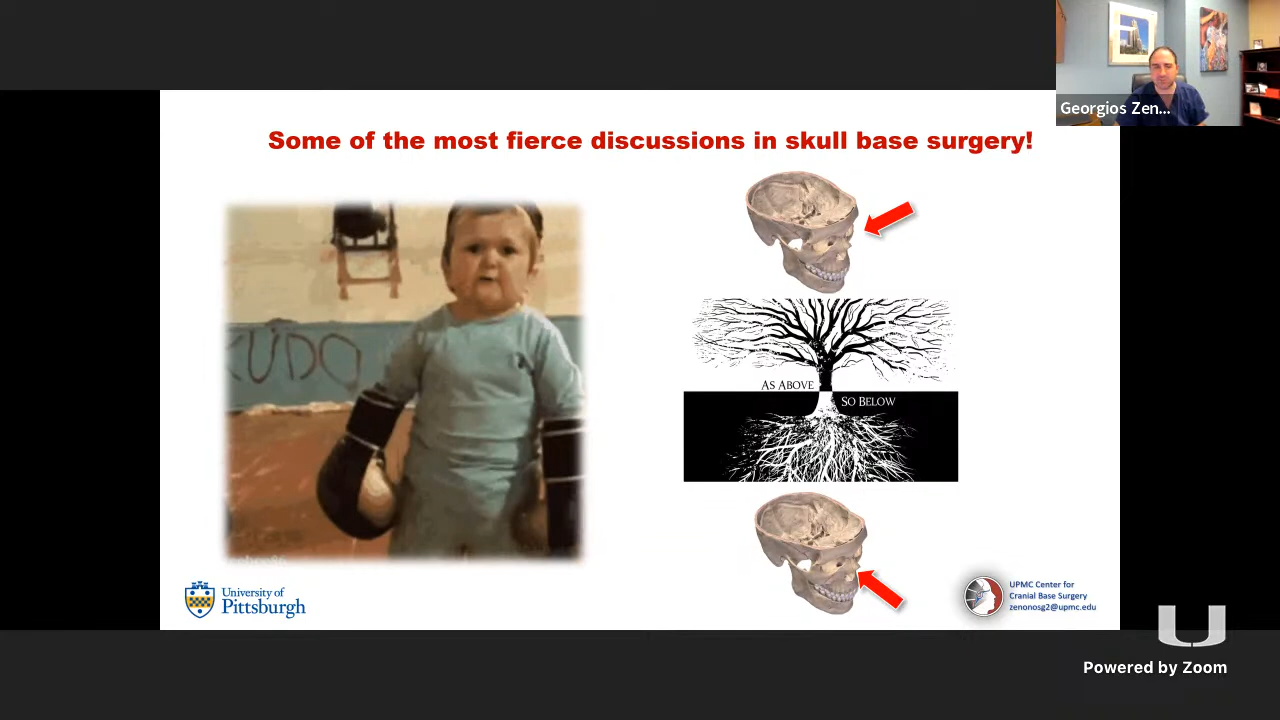 Georgios Zen...
Some of the most fierce discussions in skull base surgery!
KUDO
AS ABOVE
SO BELOW
University of
Pittsburgh
UPMC Center for
Cranial Base Surgery
zenonosg2@upmc.edu
Powered by Zoom